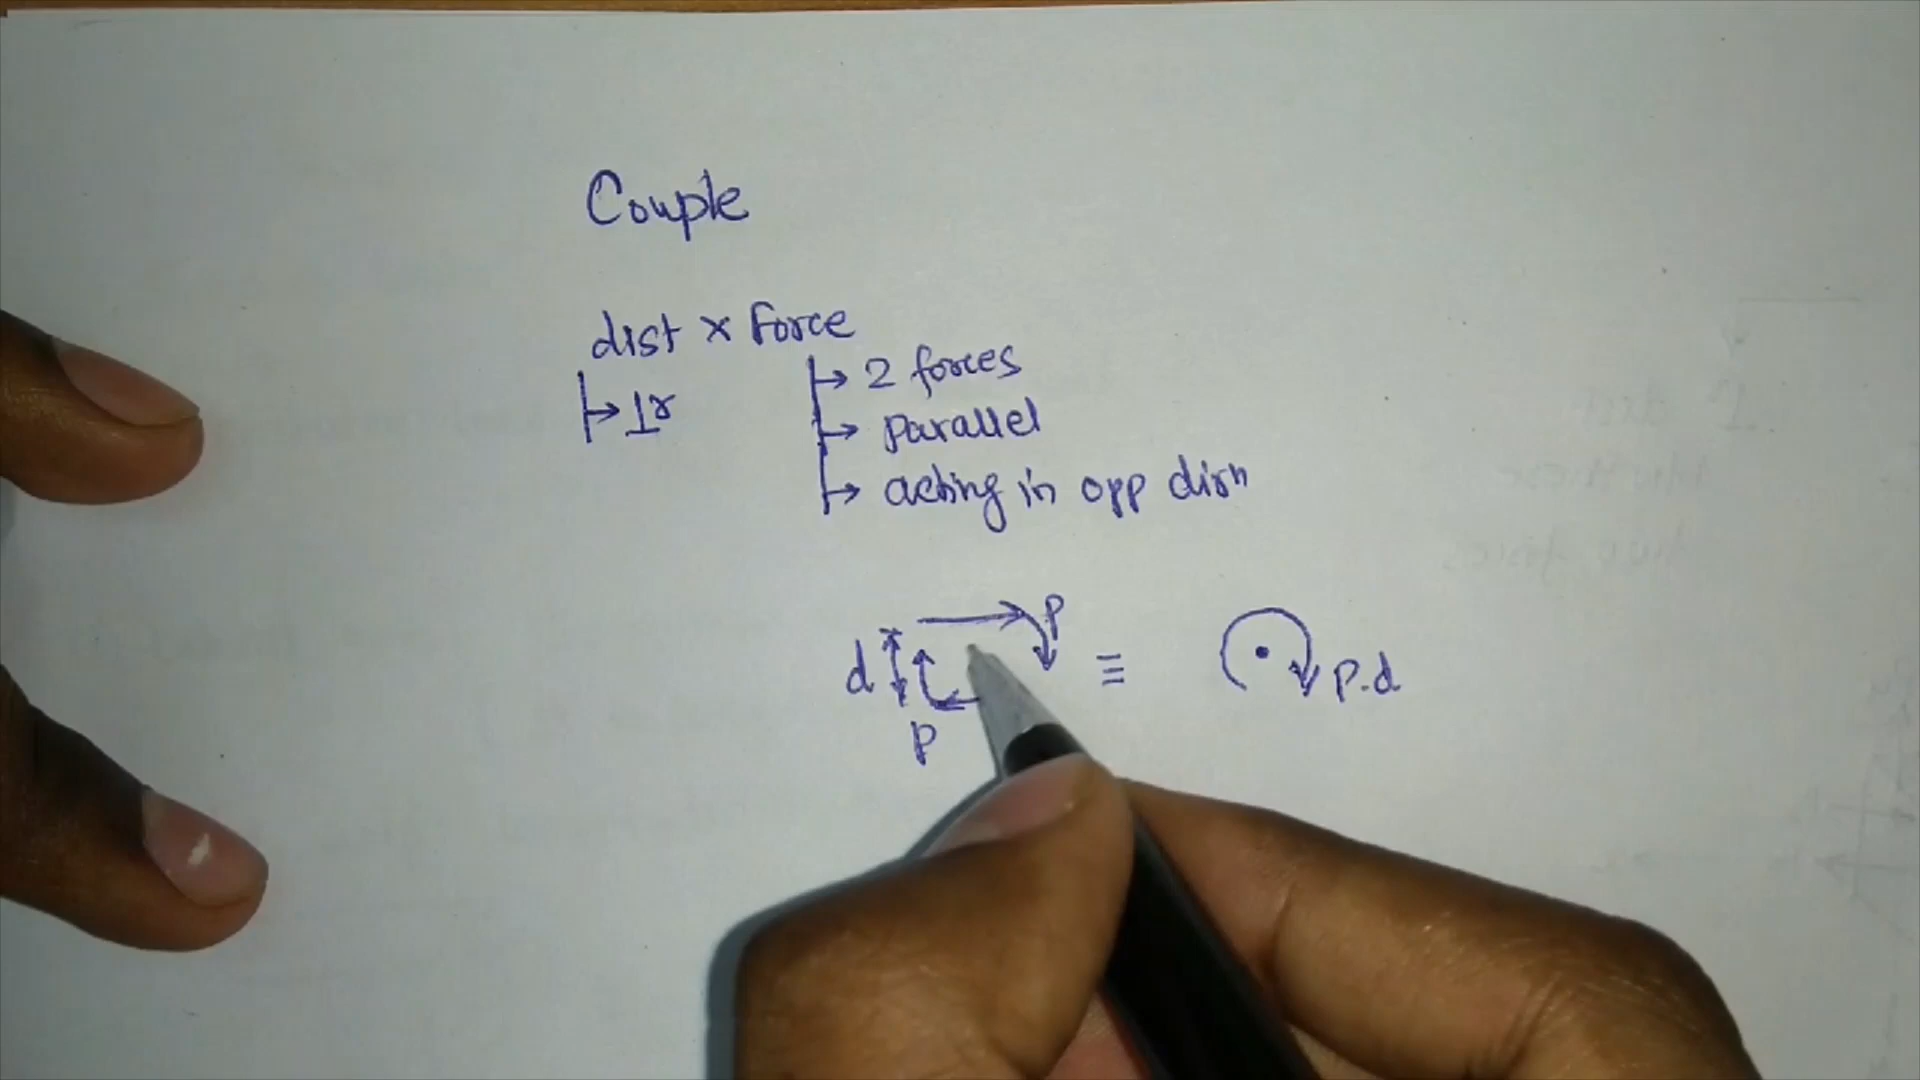 Couple
dist x Force
→ ⊥r
→ 2 forces
→ parallel
→ acting in opp dirn
P
d
≡
P.d
P